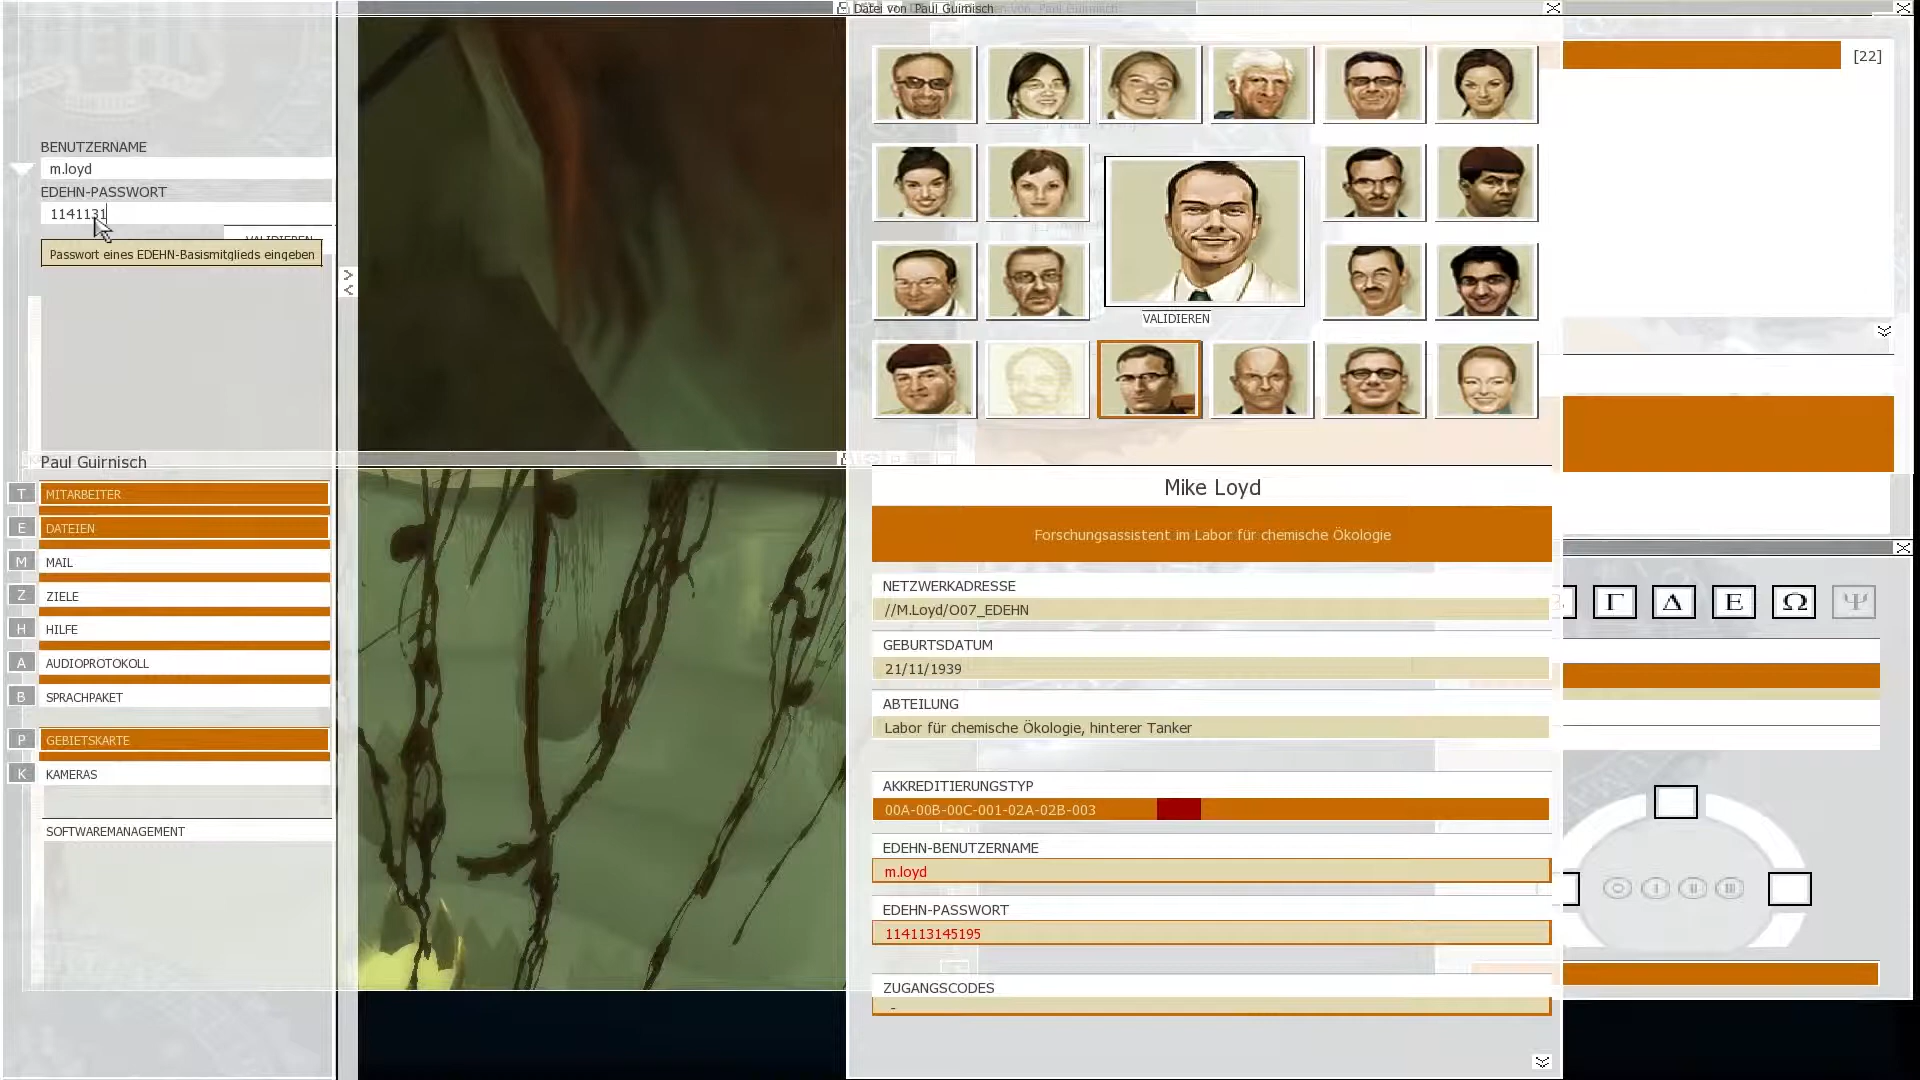 Datei von Paul Guirnisch
[22]
BENUTZERNAME
m.loyd
EDEHN-PASSWORT
1141131
VALIDIEREN
Passwort eines EDEHN-Basismitglieds eingeben
VALIDIEREN
Paul Guirnisch
T MITARBEITER
E DATEIEN
M MAIL
Z ZIELE
H HILFE
A AUDIOPROTOKOLL
B SPRACHPAKET
P GEBIETSKARTE
K KAMERAS
SOFTWAREMANAGEMENT
Mike Loyd
Forschungsassistent im Labor für chemische Ökologie
NETZWERKADRESSE
//M.Loyd/O07_EDEHN
GEBURTSDATUM
21/11/1939
ABTEILUNG
Labor für chemische Ökologie, hinterer Tanker
AKKREDITIERUNGSTYP
00A-00B-00C-001-02A-02B-003
EDEHN-BENUTZERNAME
m.loyd
EDEHN-PASSWORT
114113145195
ZUGANGSCODES
-
Γ Δ E Ω Ψ
O I II III